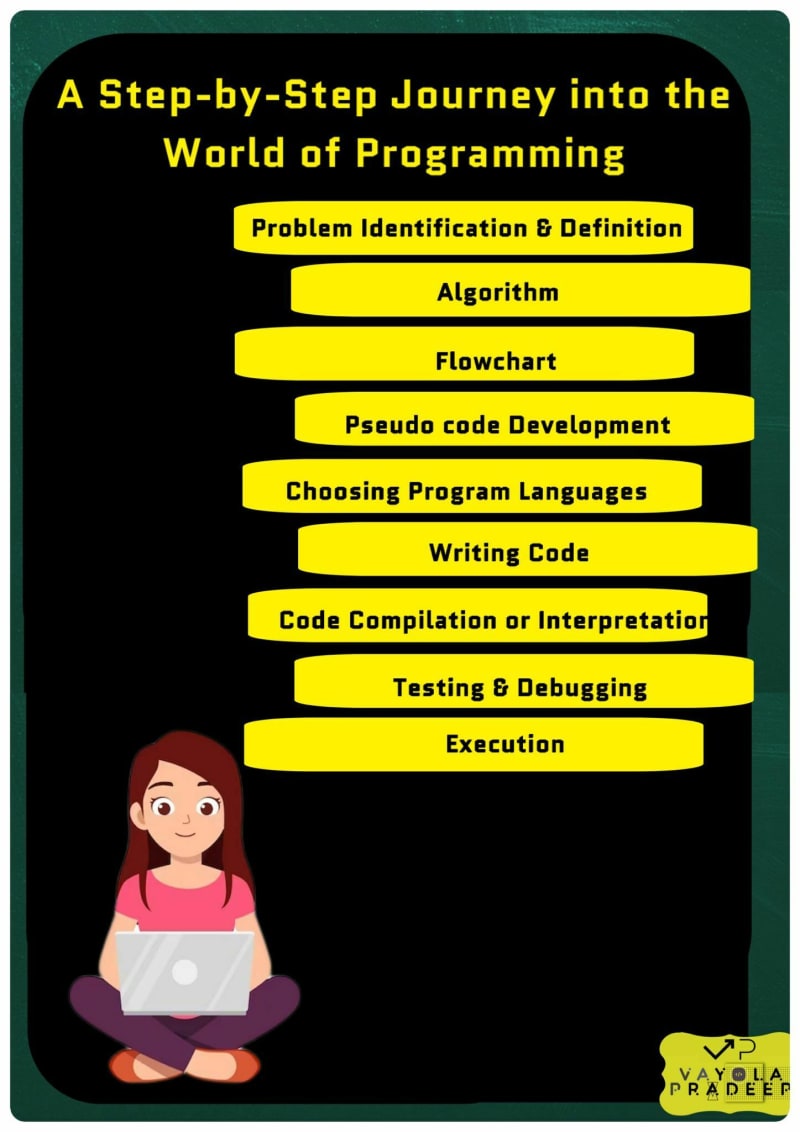 A Step-by-Step Journey into the
World of Programming
Problem Identification & Definition
Algorithm
Flowchart
Pseudo code Development
Choosing Program Languages
Writing Code
Code Compilation or Interpretation
Testing & Debugging
Execution
VP
VAYOLA
PRADEEP